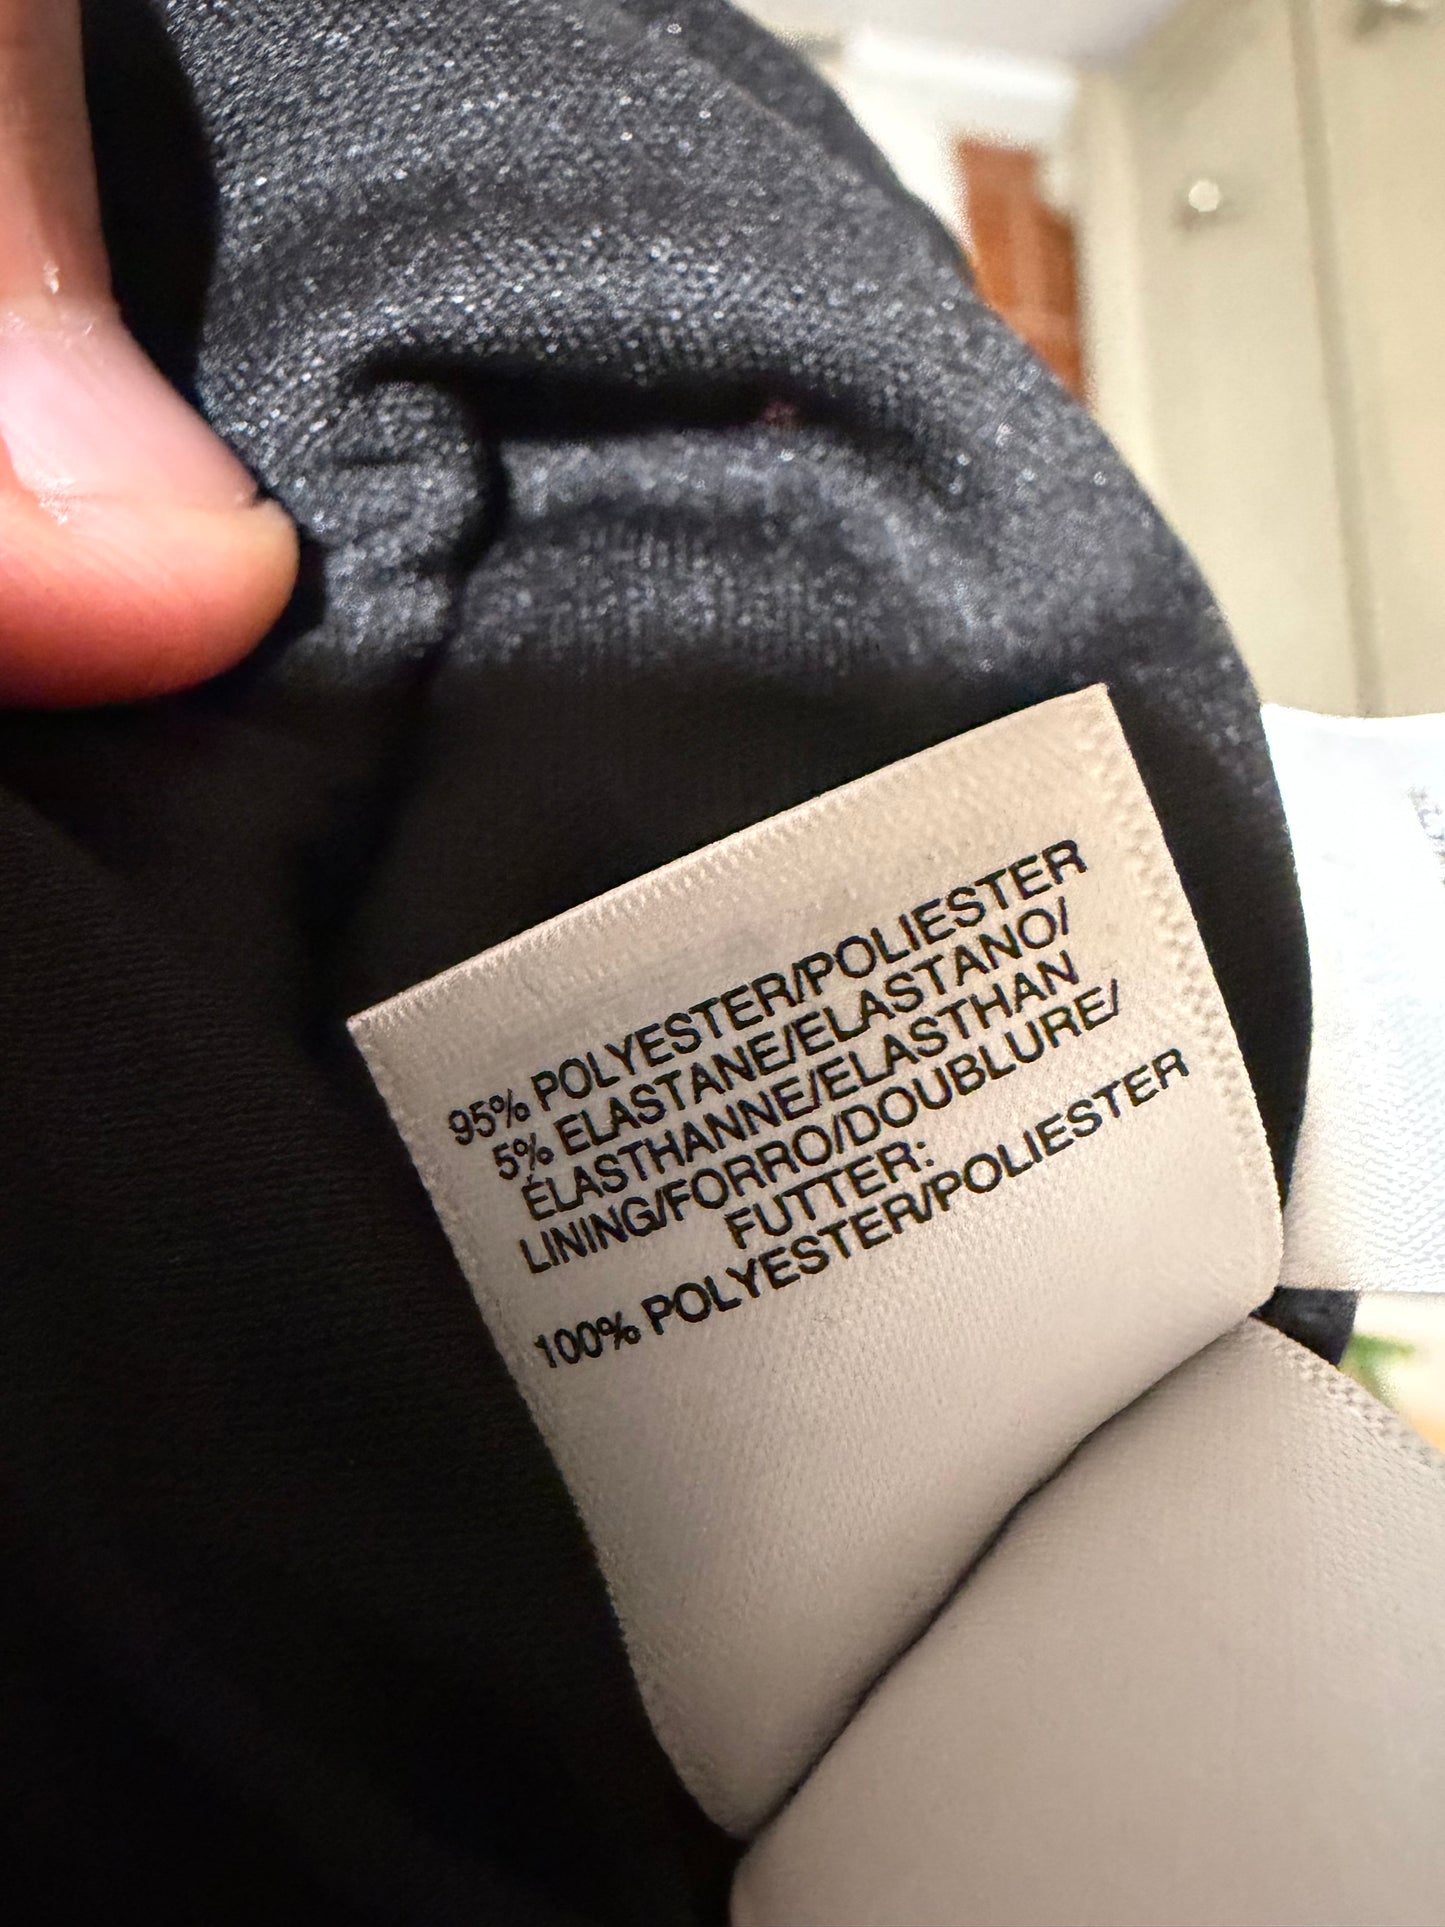 95% POLYESTER/POLIESTER
5% ELASTANE/ELASTANO/
ÉLASTHANNE/ELASTHAN
LINING/FORRO/DOUBLURE/
FUTTER:
100% POLYESTER/POLIESTER